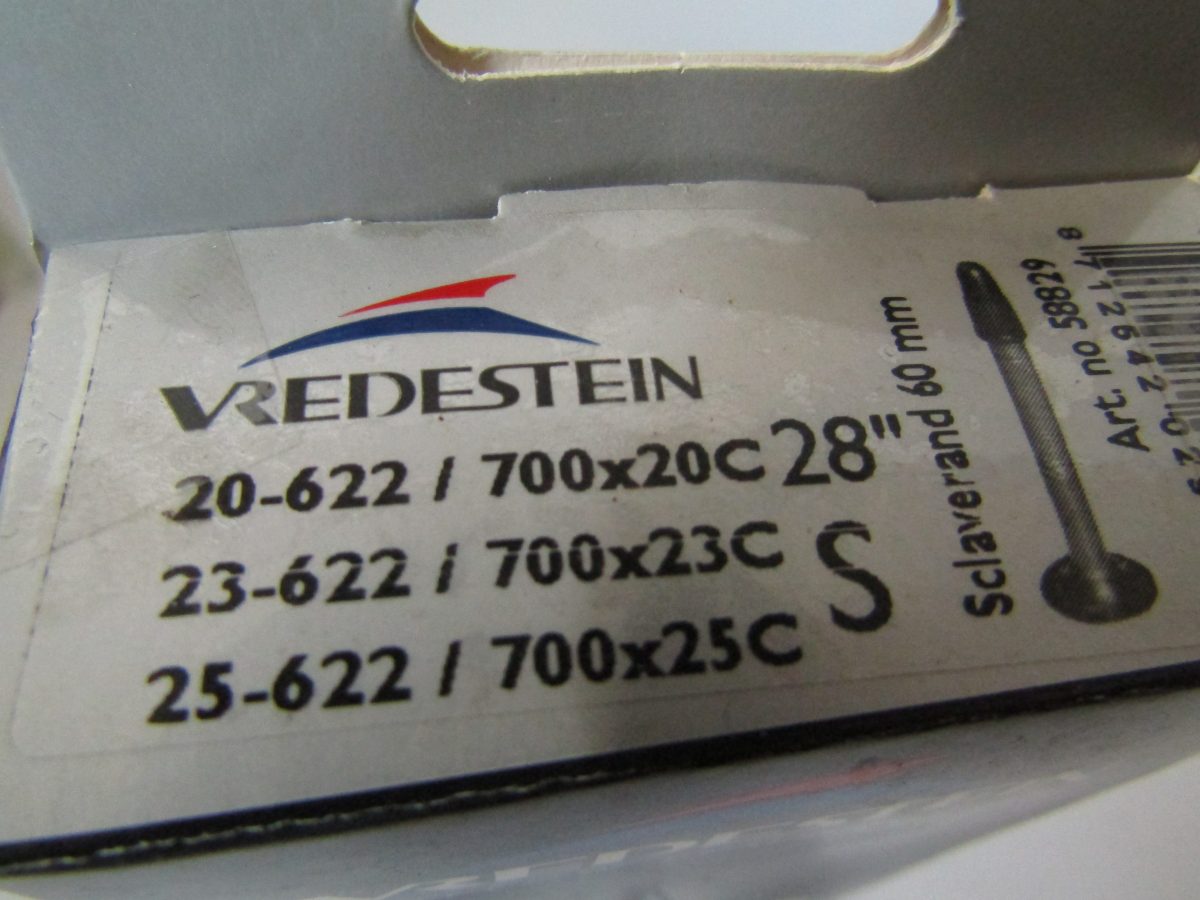 VREDESTEIN
20-622 / 700x20C
23-622 / 700x23C
25-622 / 700x25C
28"
S
Sclaverand 60 mm
Art. no 58829